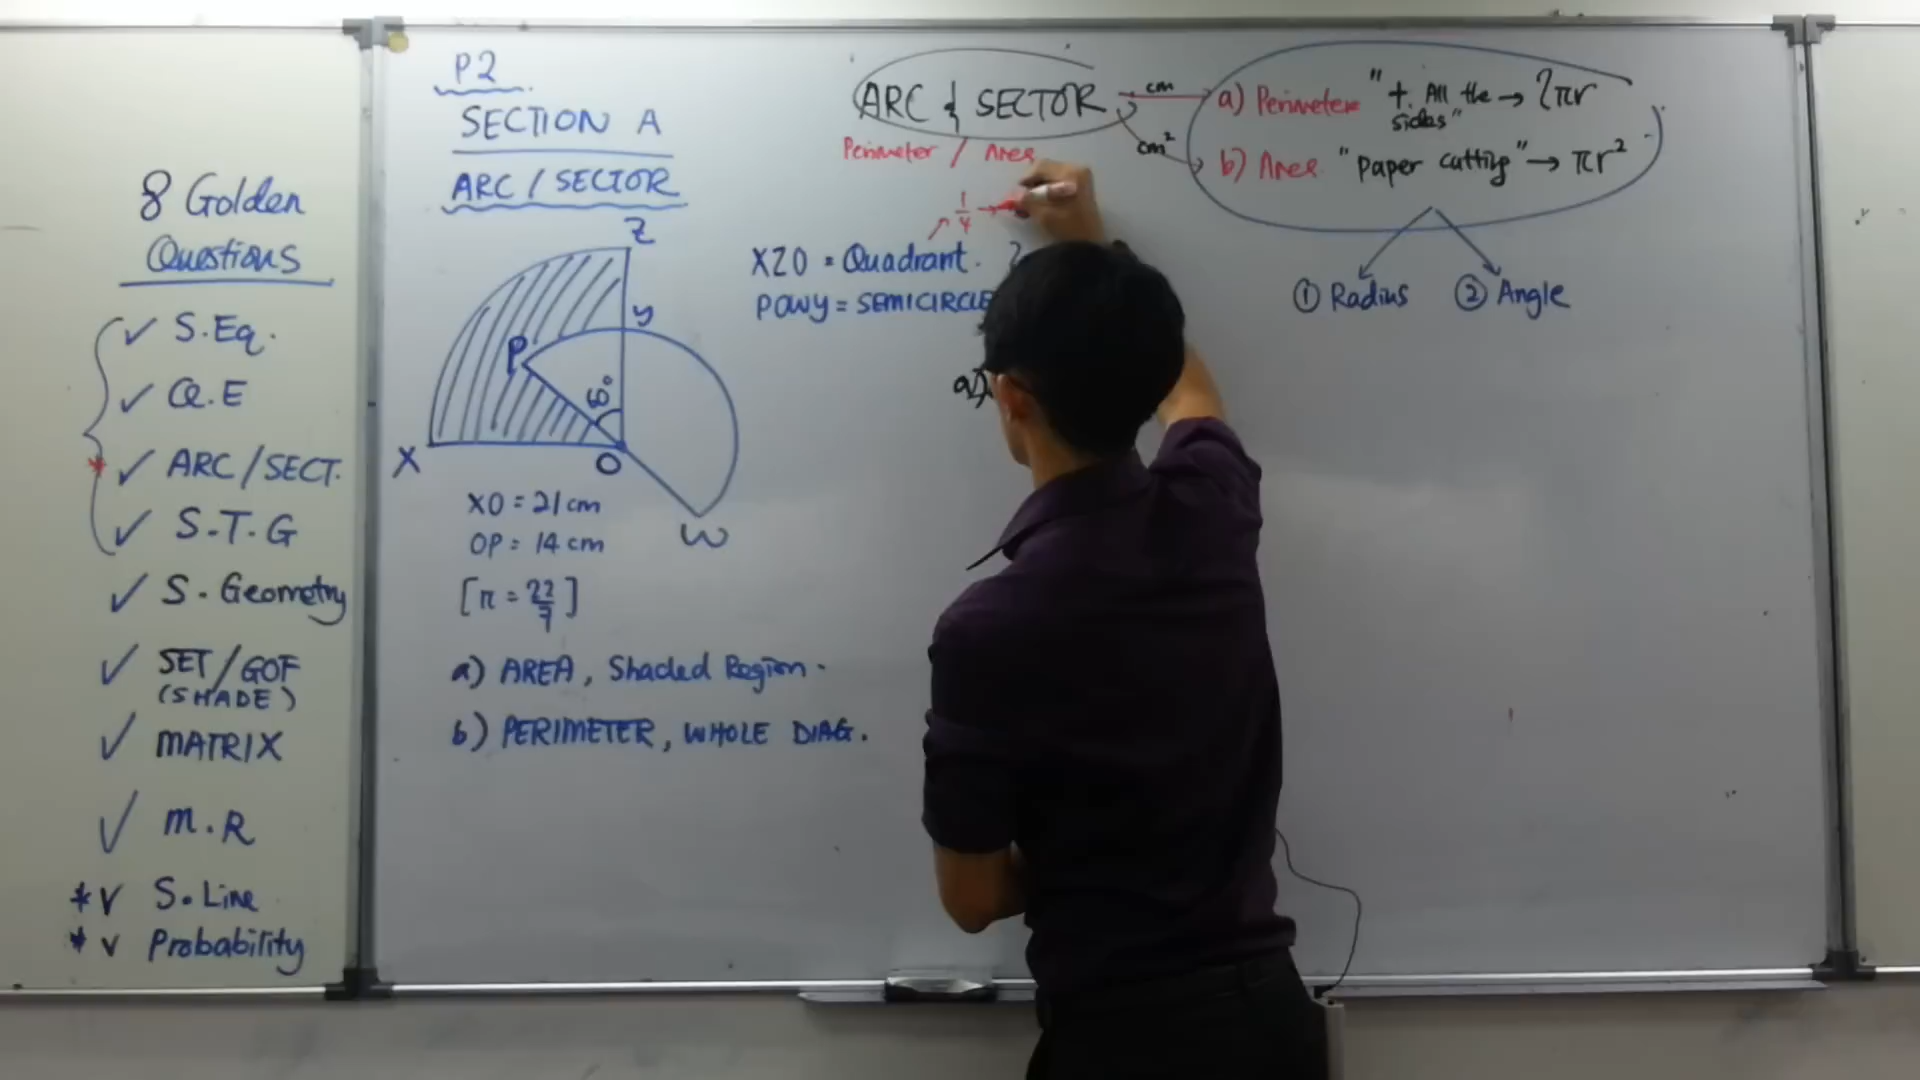 8 Golden
Questions
✓ S.Eq.
✓ Q.E
* ✓ ARC/SECT.
✓ S.T.G
✓ S. Geometry
✓ SET/GOF
(SHADE)
✓ MATRIX
✓ M.R
* ✓ S. Line
* ✓ Probability
P2
SECTION A
ARC / SECTOR
Z
y
P
60°
X
O
W
XO = 21cm
OP = 14 cm
[π = 22/7]
a) AREA, Shaded Region.
b) PERIMETER, WHOLE DIAG.
ARC & SECTOR
Perimeter / Area
1/4 →
XZO = Quadrant.
POWY = SEMICIRCLE
a)
cm
a) Perimeter "+. All the → 2πr
sides"
cm²
b) Area "Paper cutting" → πr²
① Radius ② Angle